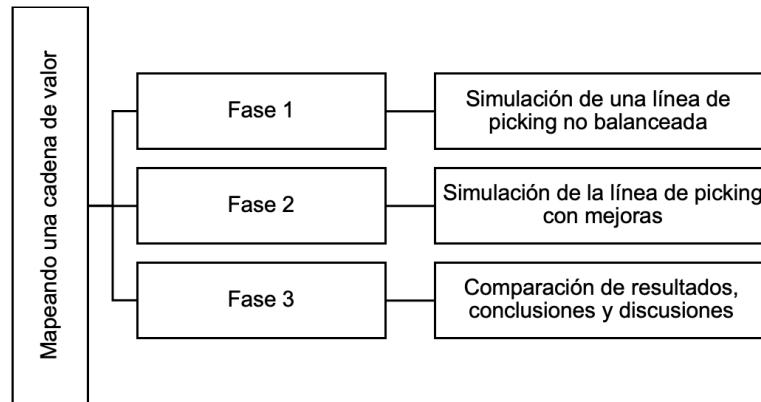 Mapeando una cadena de valor
Fase 1
Simulación de una línea de
picking no balanceada
Fase 2
Simulación de la línea de picking
con mejoras
Fase 3
Comparación de resultados,
conclusiones y discusiones